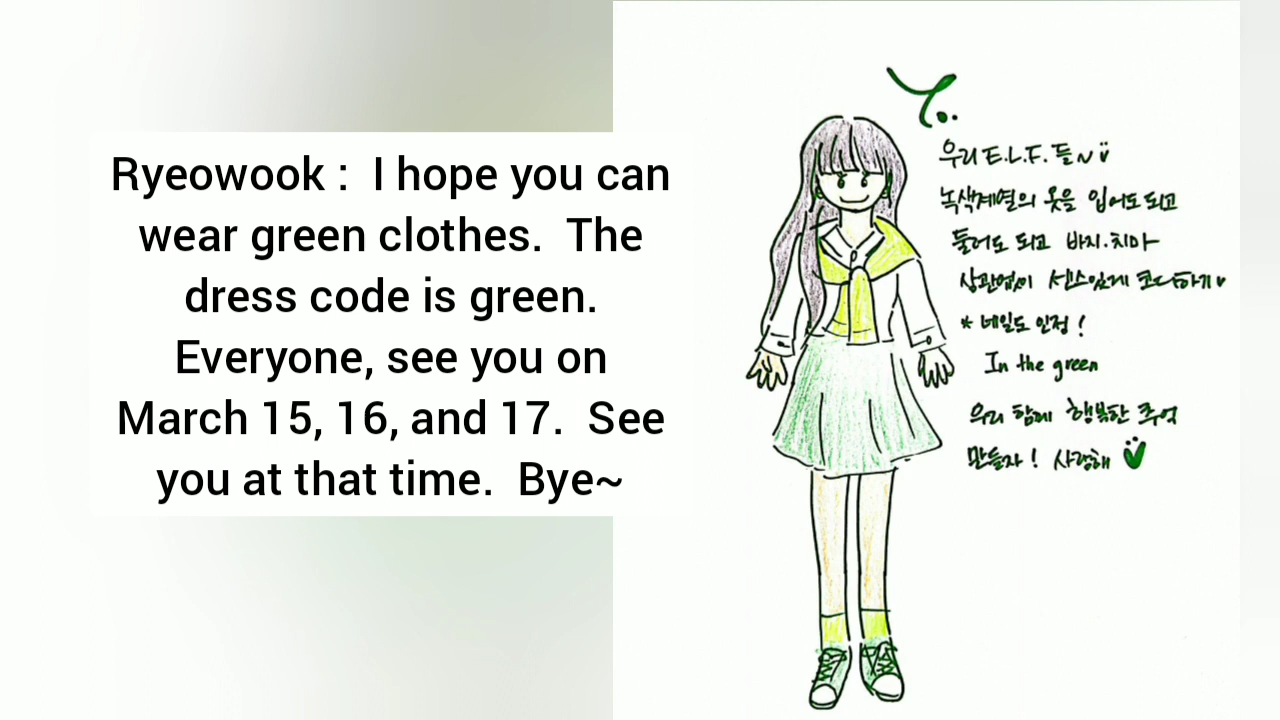 Ryeowook :  I hope you can
wear green clothes.  The
dress code is green.
Everyone, see you on
March 15, 16, and 17.  See
you at that time.  Bye~
우리 E.L.F.들~
녹색계열의 옷을 입어도 되고
들어도 되고 바지.치마
상관없이 센스있게 코디하기
* 네일도 인정!
In the green
우리 함께 행복한 추억
만들자! 사랑해